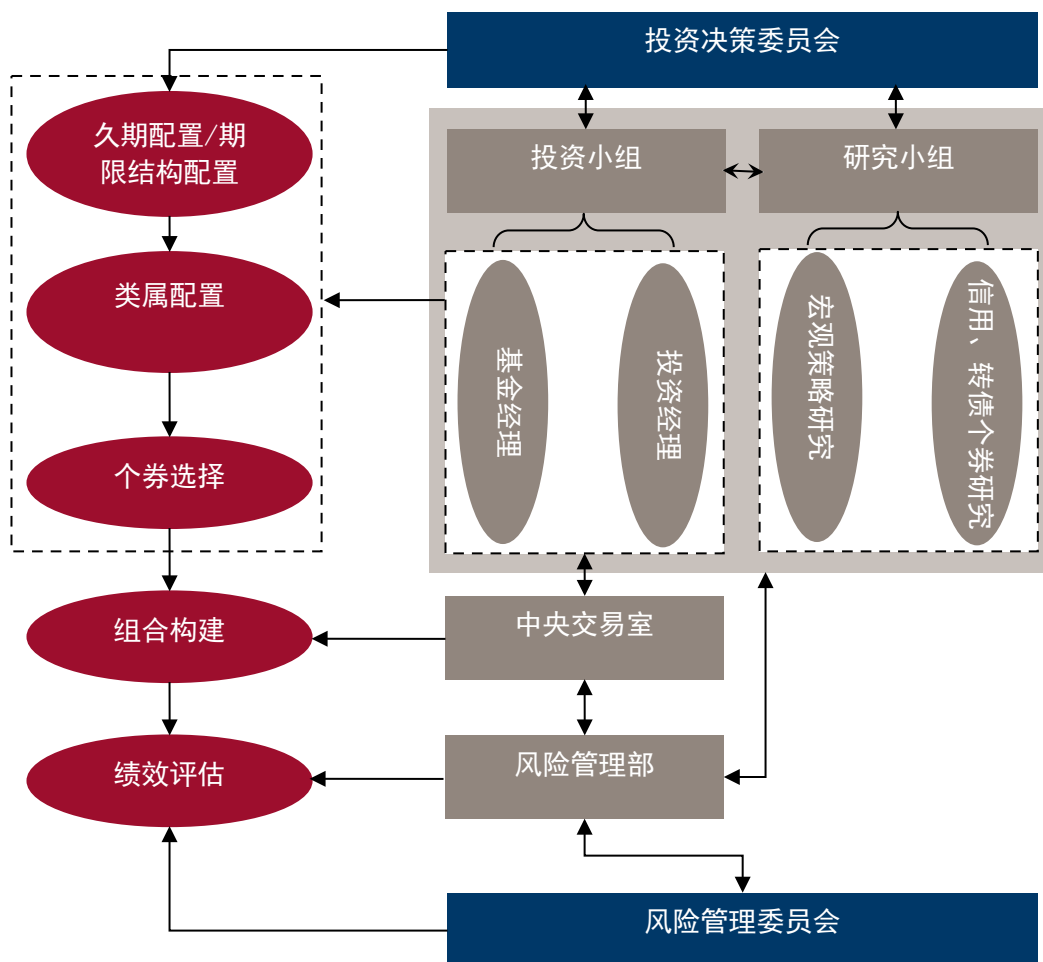 投资决策委员会
久期配置/期
限结构配置
投资小组
研究小组
类属配置
基金经理
投资经理
宏观策略研究
信用、转债个券研究
个券选择
组合构建
中央交易室
绩效评估
风险管理部
风险管理委员会